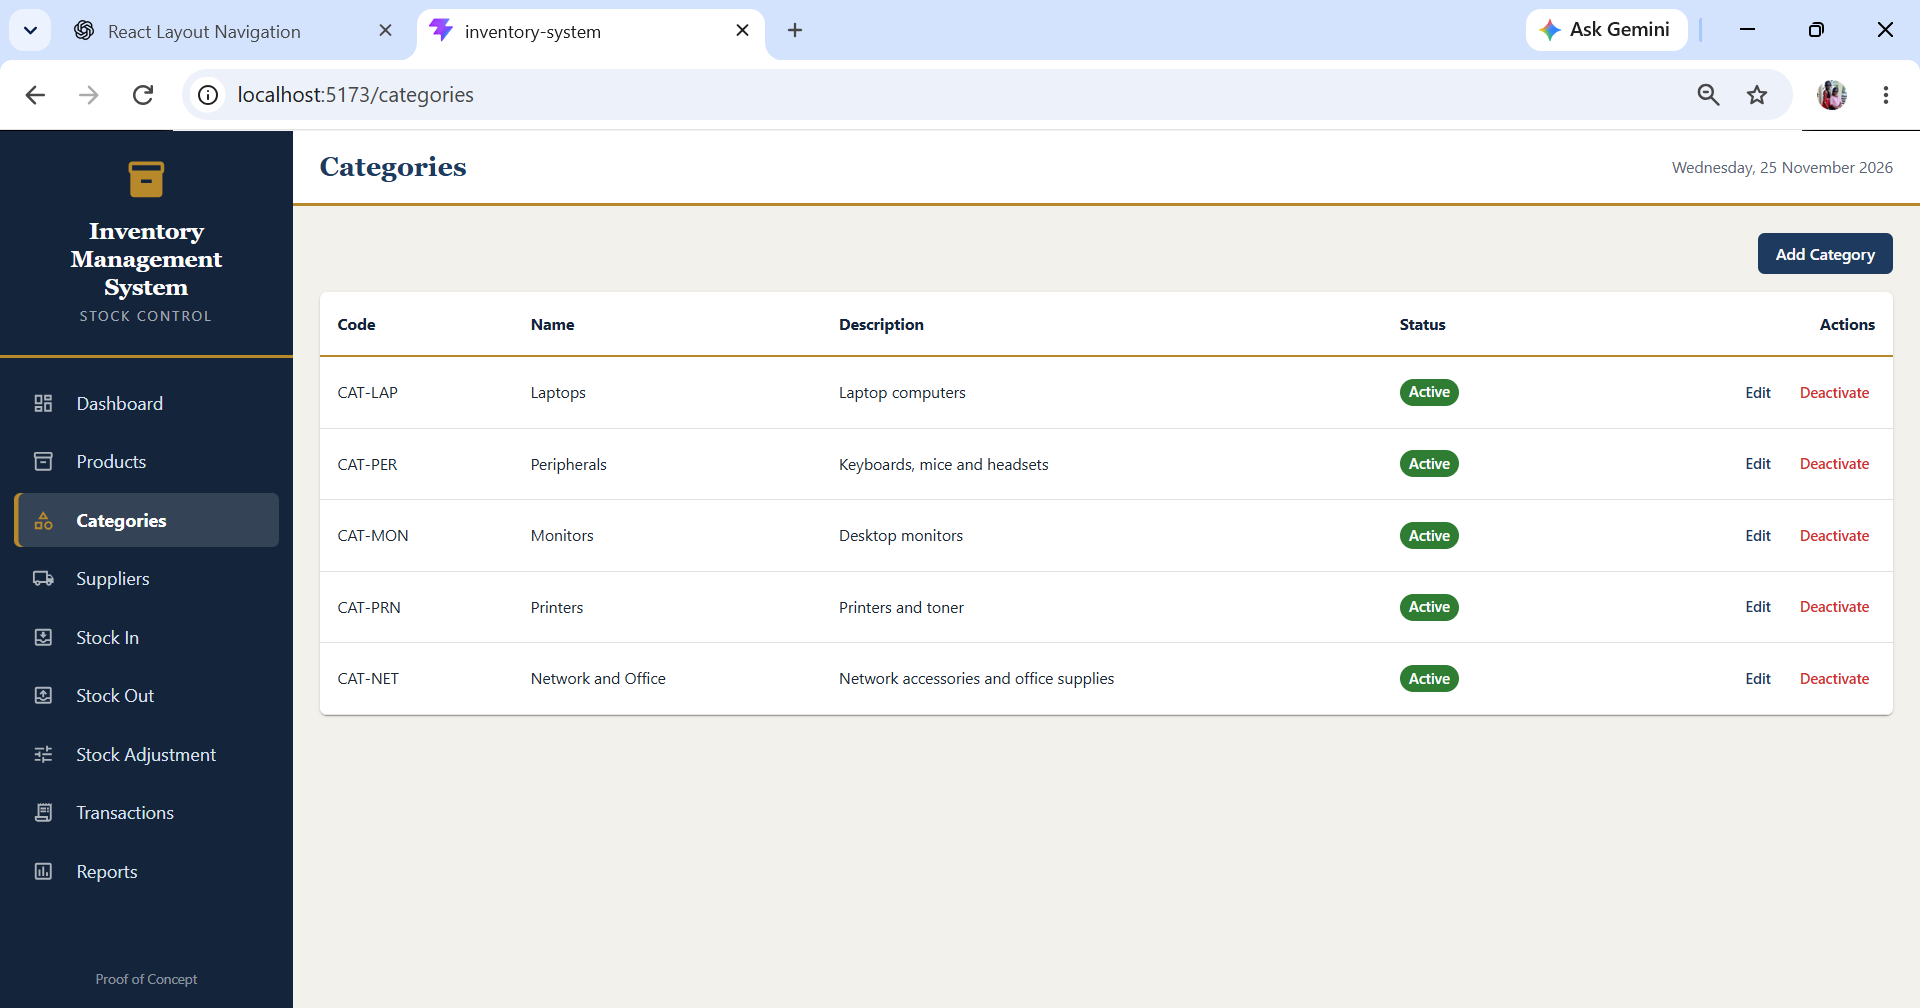 React Layout Navigation
inventory-system
Ask Gemini
localhost:5173/categories
Inventory
Management
System
STOCK CONTROL
Dashboard
Products
Categories
Suppliers
Stock In
Stock Out
Stock Adjustment
Transactions
Reports
Proof of Concept
Categories
Wednesday, 25 November 2026
Add Category
Code Name Description Status Actions
CAT-LAP Laptops Laptop computers Active Edit Deactivate
CAT-PER Peripherals Keyboards, mice and headsets Active Edit Deactivate
CAT-MON Monitors Desktop monitors Active Edit Deactivate
CAT-PRN Printers Printers and toner Active Edit Deactivate
CAT-NET Network and Office Network accessories and office supplies Active Edit Deactivate